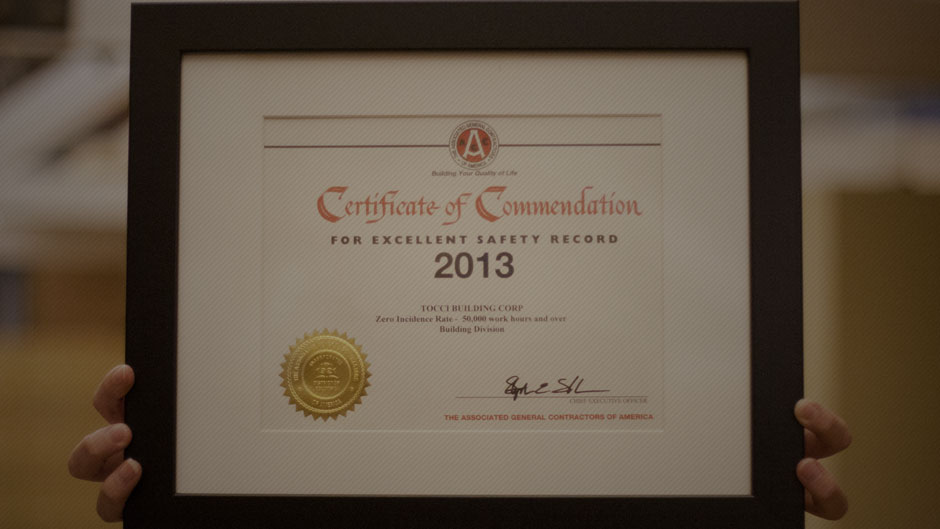 A
Building Your Quality of Life
Certificate of Commendation
FOR EXCELLENT SAFETY RECORD
2013
TOCCI BUILDING CORP
Zero Incidence Rate - 50,000 work hours and over
Building Division
CHIEF EXECUTIVE OFFICER
THE ASSOCIATED GENERAL CONTRACTORS OF AMERICA